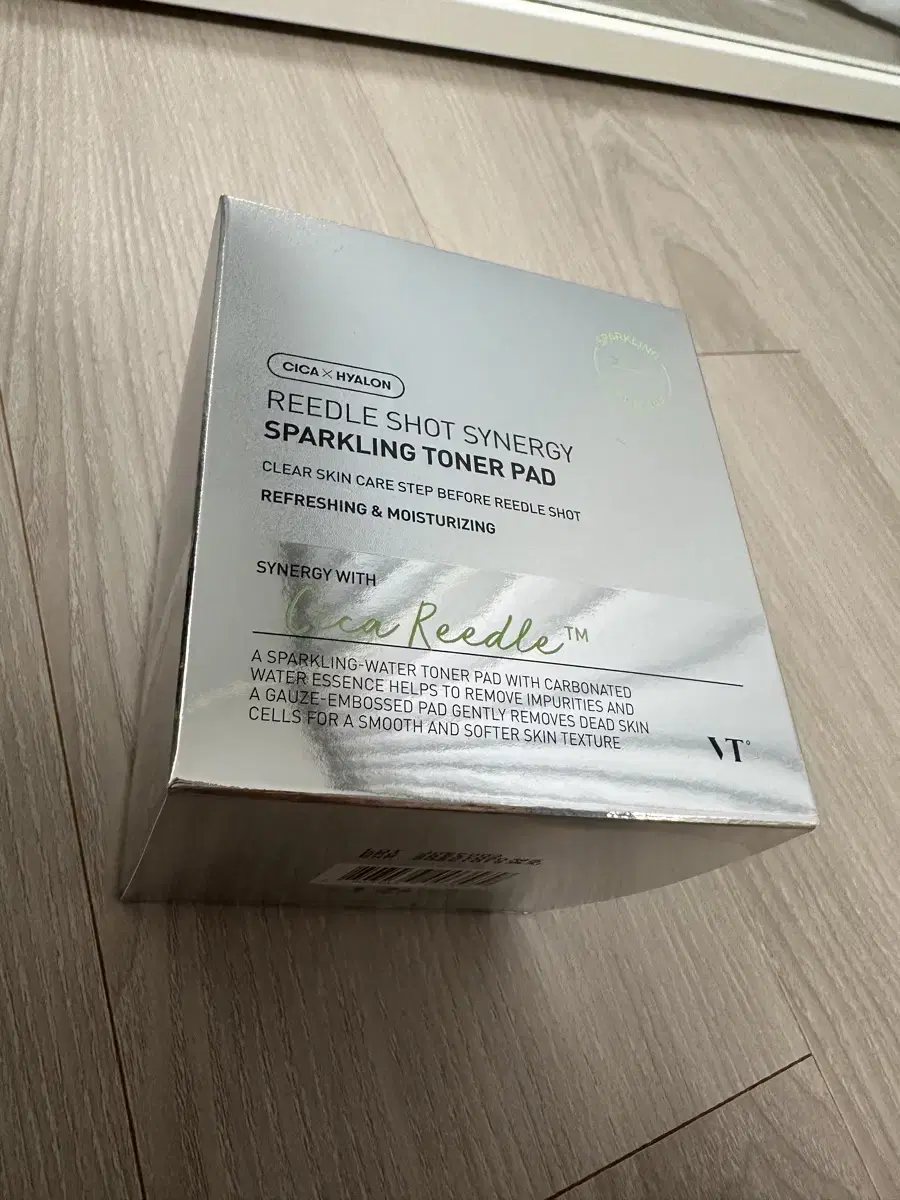 CICA × HYALON
REEDLE SHOT SYNERGY
SPARKLING TONER PAD
CLEAR SKIN CARE STEP BEFORE REEDLE SHOT
REFRESHING & MOISTURIZING
SPARKLING
SYNERGY WITH
Cica Reedle™
A SPARKLING-WATER TONER PAD WITH CARBONATED
WATER ESSENCE HELPS TO REMOVE IMPURITIES AND
A GAUZE-EMBOSSED PAD GENTLY REMOVES DEAD SKIN
CELLS FOR A SMOOTH AND SOFTER SKIN TEXTURE
VT°